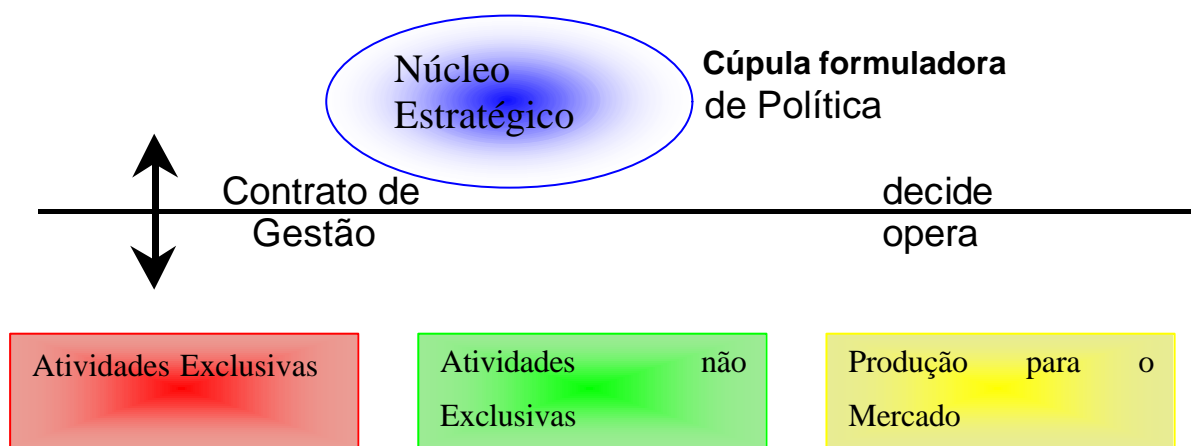 Núcleo
Estratégico
Cúpula formuladora
de Política
Contrato de
Gestão
decide
opera
Atividades Exclusivas
Atividades não
Exclusivas
Produção para o
Mercado